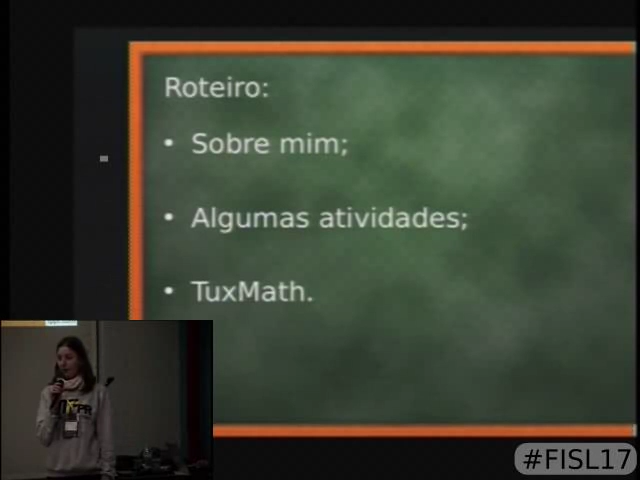 Roteiro:
• Sobre mim;
• Algumas atividades;
• TuxMath.
#FISL17